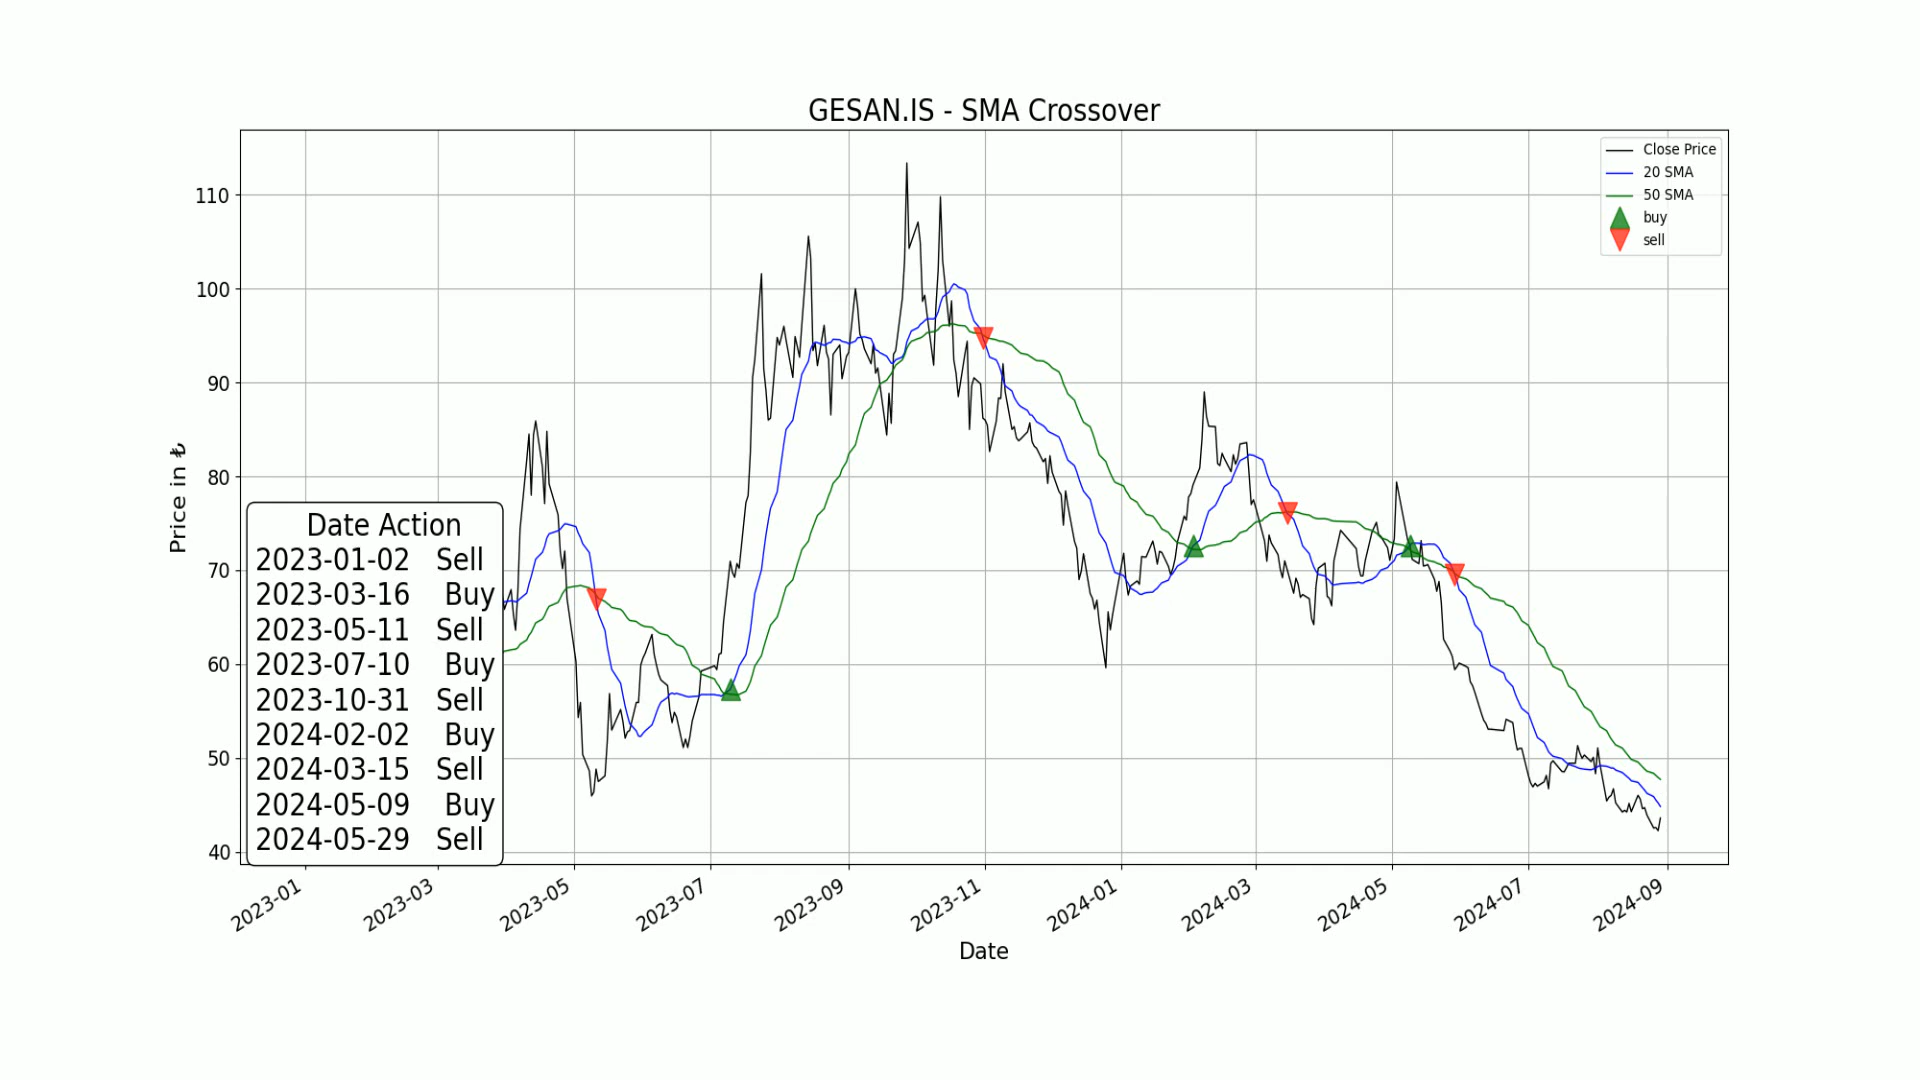 GESAN.IS - SMA Crossover
Close Price
20 SMA
50 SMA
buy
sell
110
100
90
80
70
60
50
40
Price in ₺
Date Action
2023-01-02 Sell
2023-03-16 Buy
2023-05-11 Sell
2023-07-10 Buy
2023-10-31 Sell
2024-02-02 Buy
2024-03-15 Sell
2024-05-09 Buy
2024-05-29 Sell
2023-01
2023-03
2023-05
2023-07
2023-09
2023-11
2024-01
2024-03
2024-05
2024-07
2024-09
Date